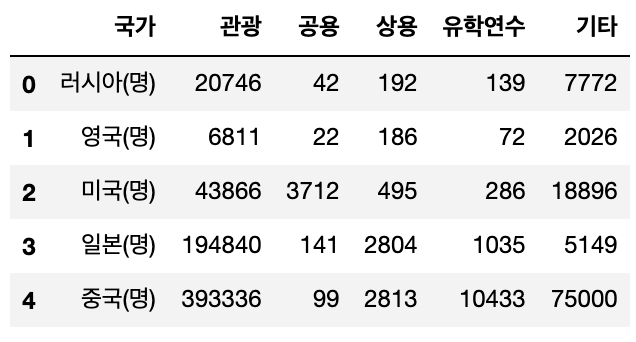 국가 관광 공용 상용 유학연수 기타
0 러시아(명) 20746 42 192 139 7772
1 영국(명) 6811 22 186 72 2026
2 미국(명) 43866 3712 495 286 18896
3 일본(명) 194840 141 2804 1035 5149
4 중국(명) 393336 99 2813 10433 75000